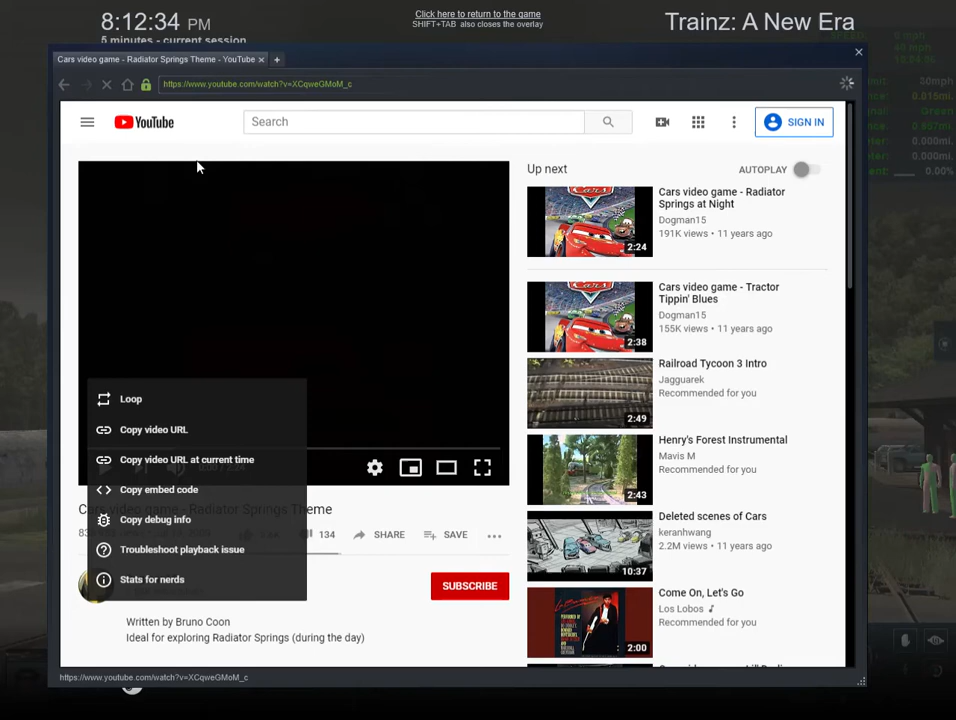 8:12:34 PM
5 minutes - current session
Click here to return to the game
SHIFT+TAB also closes the overlay
Trainz: A New Era
Cars video game - Radiator Springs Theme - YouTube
https://www.youtube.com/watch?v=XCqweGMoM_c
YouTube
Search
SIGN IN
Up next
AUTOPLAY
Cars video game - Radiator
Springs at Night
Dogman15
191K views • 11 years ago
2:24
Cars video game - Tractor
Tippin' Blues
Dogman15
155K views • 11 years ago
2:38
Railroad Tycoon 3 Intro
Jagguarek
Recommended for you
2:49
Henry's Forest Instrumental
Mavis M
Recommended for you
2:43
Deleted scenes of Cars
keranhwang
2.2M views • 11 years ago
10:37
Come On, Let's Go
Los Lobos
Recommended for you
2:00
Loop
Copy video URL
Copy video URL at current time
Copy embed code
Copy debug info
Troubleshoot playback issue
Stats for nerds
Cars video game - Radiator Springs Theme
134
SHARE
SAVE
SUBSCRIBE
Written by Bruno Coon
Ideal for exploring Radiator Springs (during the day)
https://www.youtube.com/watch?v=XCqweGMoM_c